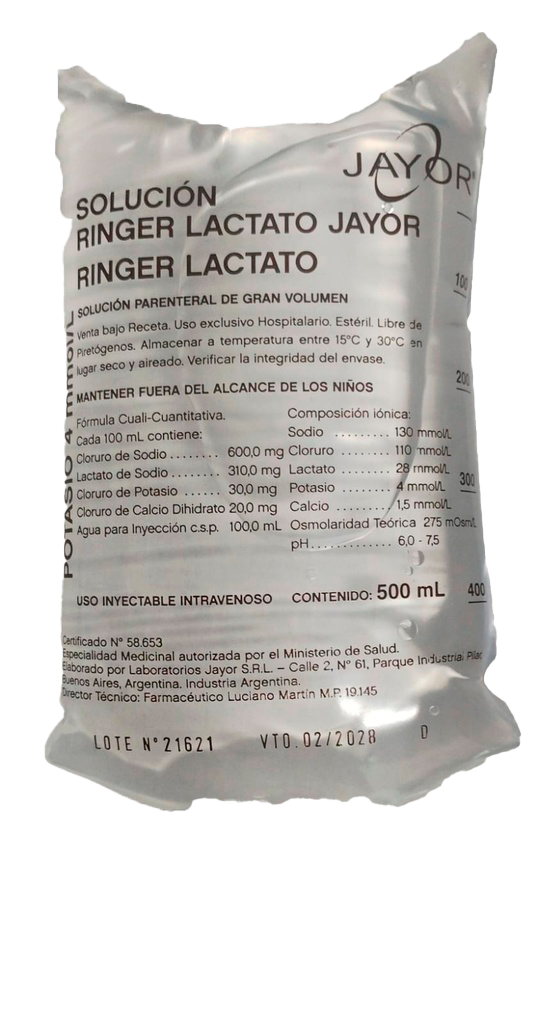 JAYOR®
SOLUCIÓN
RINGER LACTATO JAYOR
RINGER LACTATO
SOLUCIÓN PARENTERAL DE GRAN VOLUMEN
Venta bajo Receta. Uso exclusivo Hospitalario. Estéril. Libre de
Piretógenos. Almacenar a temperatura entre 15°C y 30°C en
lugar seco y aireado. Verificar la integridad del envase.
MANTENER FUERA DEL ALCANCE DE LOS NIÑOS
Fórmula Cuali-Cuantitativa.
Cada 100 mL contiene:
Cloruro de Sodio ........ 600,0 mg
Lactato de Sodio ........ 310,0 mg
Cloruro de Potasio ...... 30,0 mg
Cloruro de Calcio Dihidrato 20,0 mg
Agua para Inyección c.s.p. 100,0 mL
Composición iónica:
Sodio ......... 130 mmol/L
Cloruro ........ 110 mmol/L
Lactato ........ 28 mmol/L
Potasio ........ 4 mmol/L
Calcio ......... 1,5 mmol/L
Osmolaridad Teórica 275 mOsm/L
pH............. 6,0 - 7,5
POTASIO 4 mmol/L
100
200
300
400
USO INYECTABLE INTRAVENOSO CONTENIDO: 500 mL
Certificado N° 58.653
Especialidad Medicinal autorizada por el Ministerio de Salud.
Elaborado por Laboratorios Jayor S.R.L. – Calle 2, N° 61, Parque Industrial Pilar
Buenos Aires, Argentina. Industria Argentina.
Director Técnico: Farmacéutico Luciano Martín M.P. 19.145
LOTE N° 21621 VTO. 02/2028 D